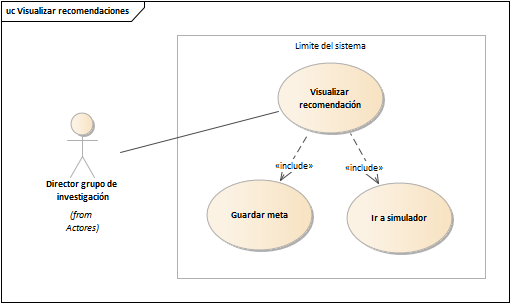 uc Visualizar recomendaciones
Limite del sistema
Visualizar
recomendación
«include»
«include»
Director grupo de
investigación
(from
Actores)
Guardar meta
Ir a simulador